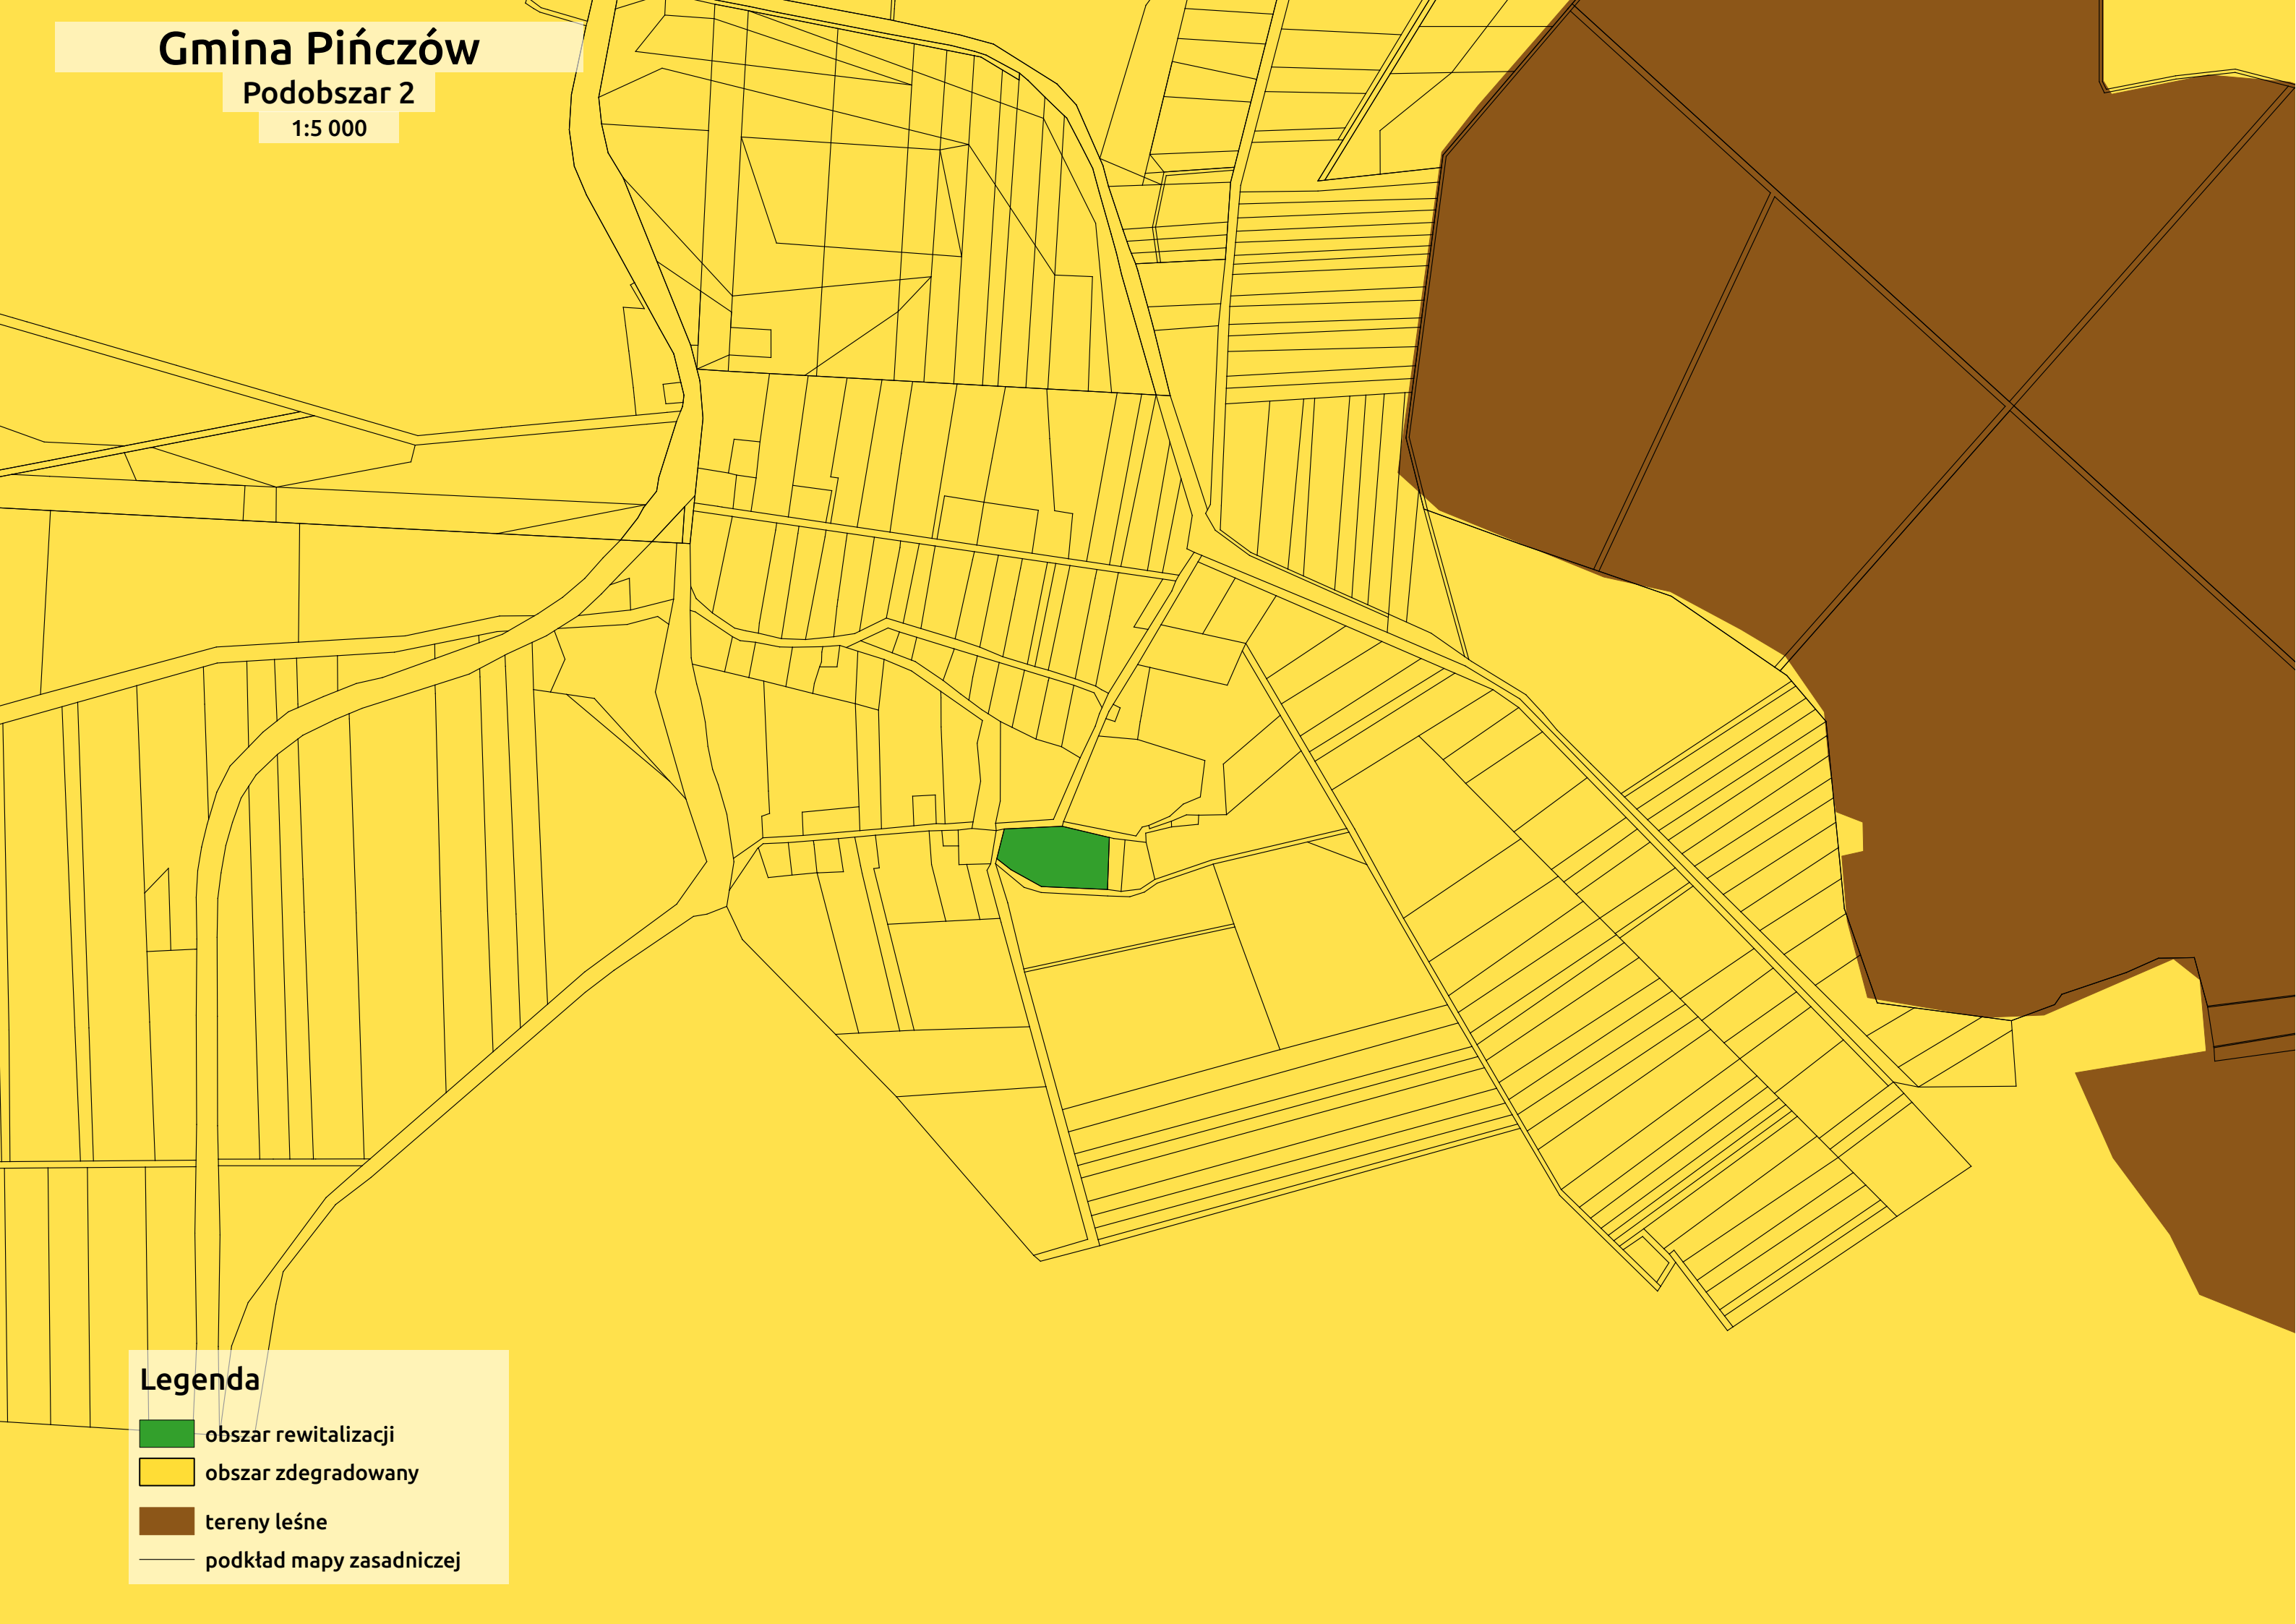 Gmina Pińczów
Podobszar 2
1:5 000
Legenda
obszar rewitalizacji
obszar zdegradowany
tereny leśne
podkład mapy zasadniczej